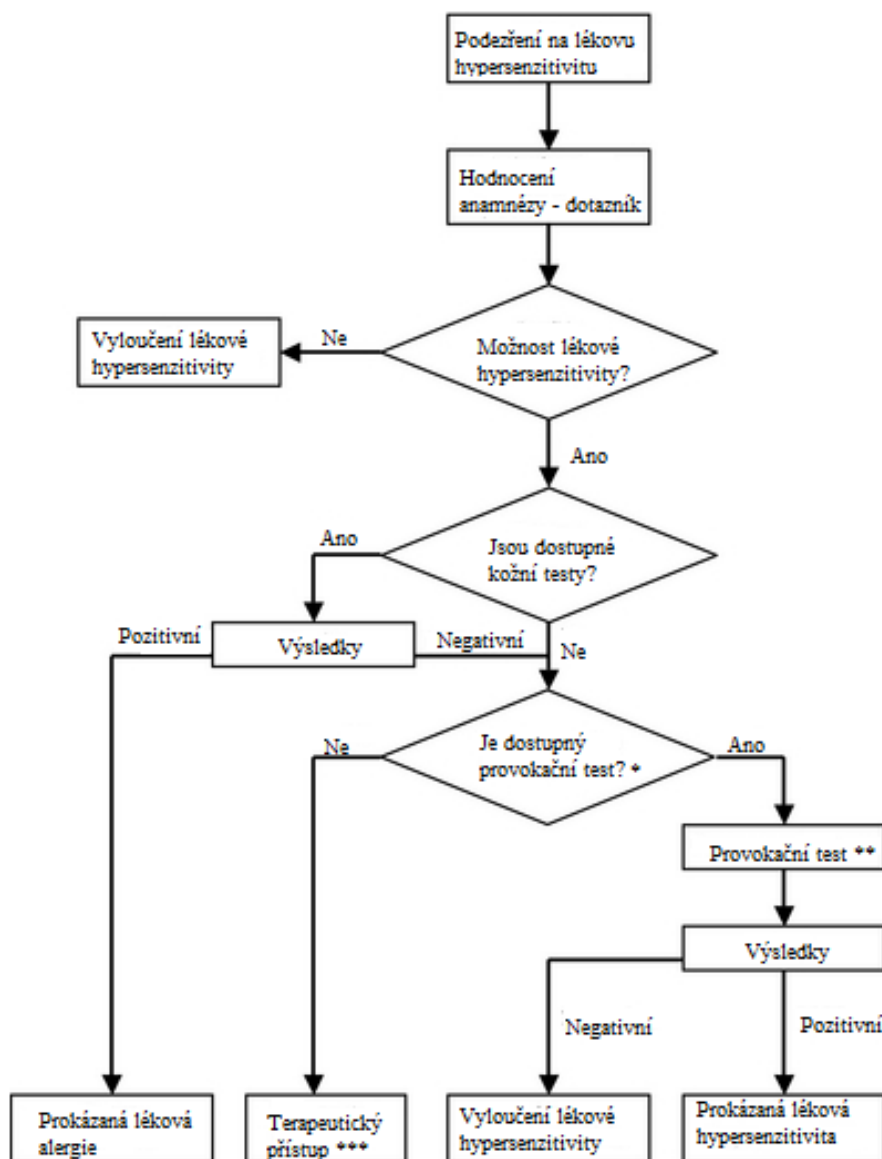 Podezření na lékovu
hypersenzitivitu
Hodnocení
anamnézy - dotazník
Ne
Vyloučení lékové
hypersenzitivity
Možnost lékové
hypersenzitivity?
Ano
Ano
Jsou dostupné
kožní testy?
Pozitivní
Výsledky
Negativní
Ne
Ne
Je dostupný
provokační test? *
Ano
Provokační test **
Výsledky
Negativní
Pozitivní
Prokázaná léková
alergie
Terapeutický
přístup ***
Vyloučení lékové
hypersenzitivity
Prokázaná léková
hypersenzitivita